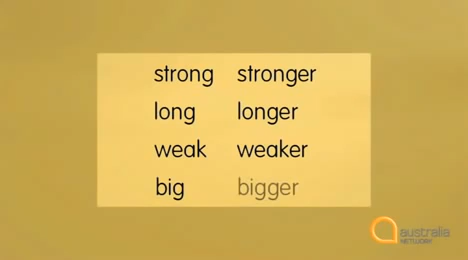 strong stronger
long longer
weak weaker
big bigger
australia
NETWORK